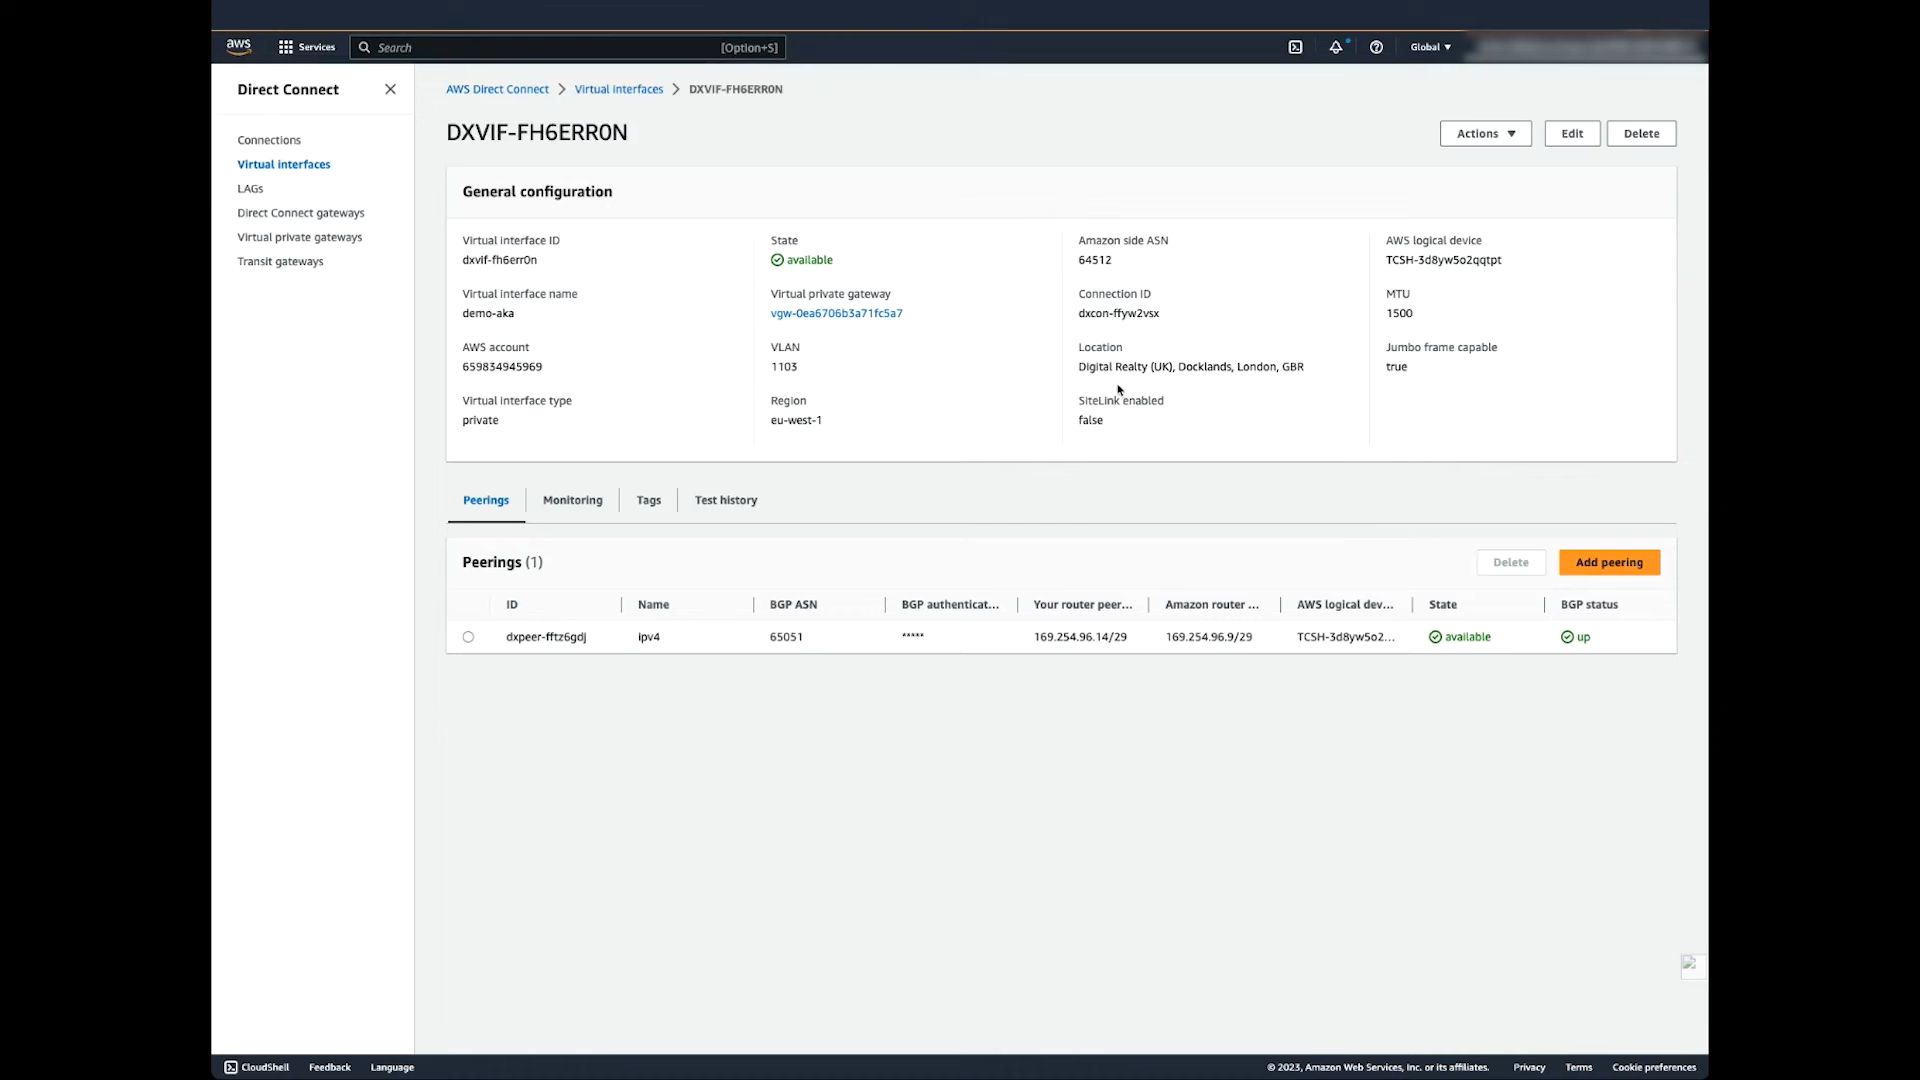 aws Services Search [Option+S] Global
Direct Connect
Connections
Virtual interfaces
LAGs
Direct Connect gateways
Virtual private gateways
Transit gateways
AWS Direct Connect > Virtual interfaces > DXVIF-FH6ERR0N
DXVIF-FH6ERR0N
Actions Edit Delete
General configuration
Virtual interface ID
dxvif-fh6err0n
Virtual interface name
demo-aka
AWS account
659834945969
Virtual interface type
private
State
available
Virtual private gateway
vgw-0ea6706b3a71fc5a7
VLAN
1103
Region
eu-west-1
Amazon side ASN
64512
Connection ID
dxcon-ffyw2vsx
Location
Digital Realty (UK), Docklands, London, GBR
SiteLink enabled
false
AWS logical device
TCSH-3d8yw5o2qqtpt
MTU
1500
Jumbo frame capable
true
Peerings Monitoring Tags Test history
Peerings (1) Delete Add peering
ID Name BGP ASN BGP authenticat... Your router peer... Amazon router ... AWS logical dev... State BGP status
dxpeer-fftz6gdj ipv4 65051 ***** 169.254.96.14/29 169.254.96.9/29 TCSH-3d8yw5o2... available up
CloudShell Feedback Language © 2023, Amazon Web Services, Inc. or its affiliates. Privacy Terms Cookie preferences